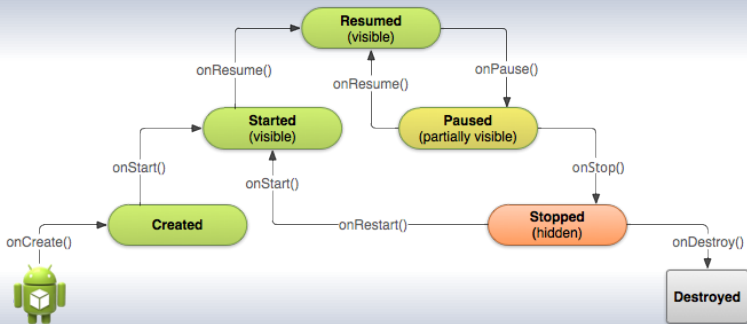 Resumed
(visible)
onResume()
onResume()
onPause()
Started
(visible)
Paused
(partially visible)
onStart()
onStart()
onStop()
Created
onRestart()
Stopped
(hidden)
onCreate()
onDestroy()
Destroyed